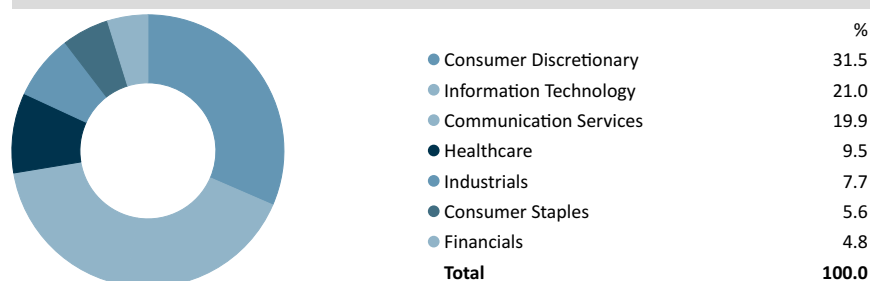 %
Consumer Discretionary 31.5
Information Technology 21.0
Communication Services 19.9
Healthcare 9.5
Industrials 7.7
Consumer Staples 5.6
Financials 4.8
Total 100.0